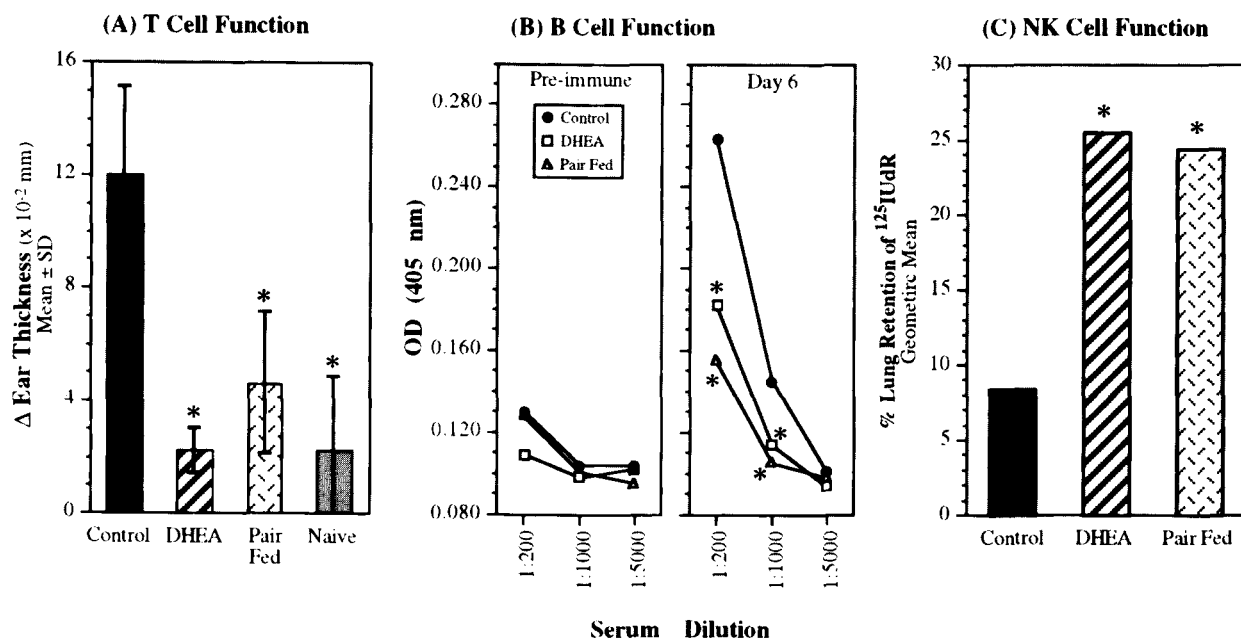 (A) T Cell Function
16
12
8
4
0
Δ Ear Thickness (x 10-2 mm)
Mean ± SD
*
*
*
Control
DHEA
Pair
Fed
Naive
(B) B Cell Function
Pre-immune
Day 6
Control
DHEA
Pair Fed
0.280
0.240
0.200
0.160
0.120
0.080
OD (405 nm)
*
*
*
*
1:200
1:1000
1:5000
1:200
1:1000
1:5000
Serum Dilution
(C) NK Cell Function
30
25
20
15
10
5
0
% Lung Retention of 125IUdR
Geometirc Mean
*
*
Control
DHEA
Pair Fed